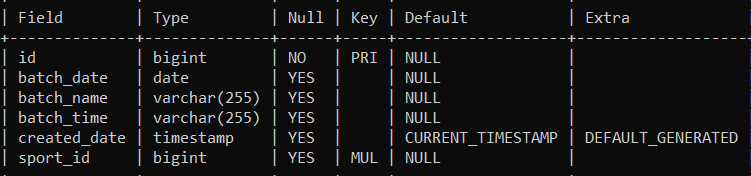 | Field | Type | Null | Key | Default | Extra
+--------------+--------------+------+-----+-------------------+-------------------
| id | bigint | NO | PRI | NULL |
| batch_date | date | YES | | NULL |
| batch_name | varchar(255) | YES | | NULL |
| batch_time | varchar(255) | YES | | NULL |
| created_date | timestamp | YES | | CURRENT_TIMESTAMP | DEFAULT_GENERATED
| sport_id | bigint | YES | MUL | NULL |